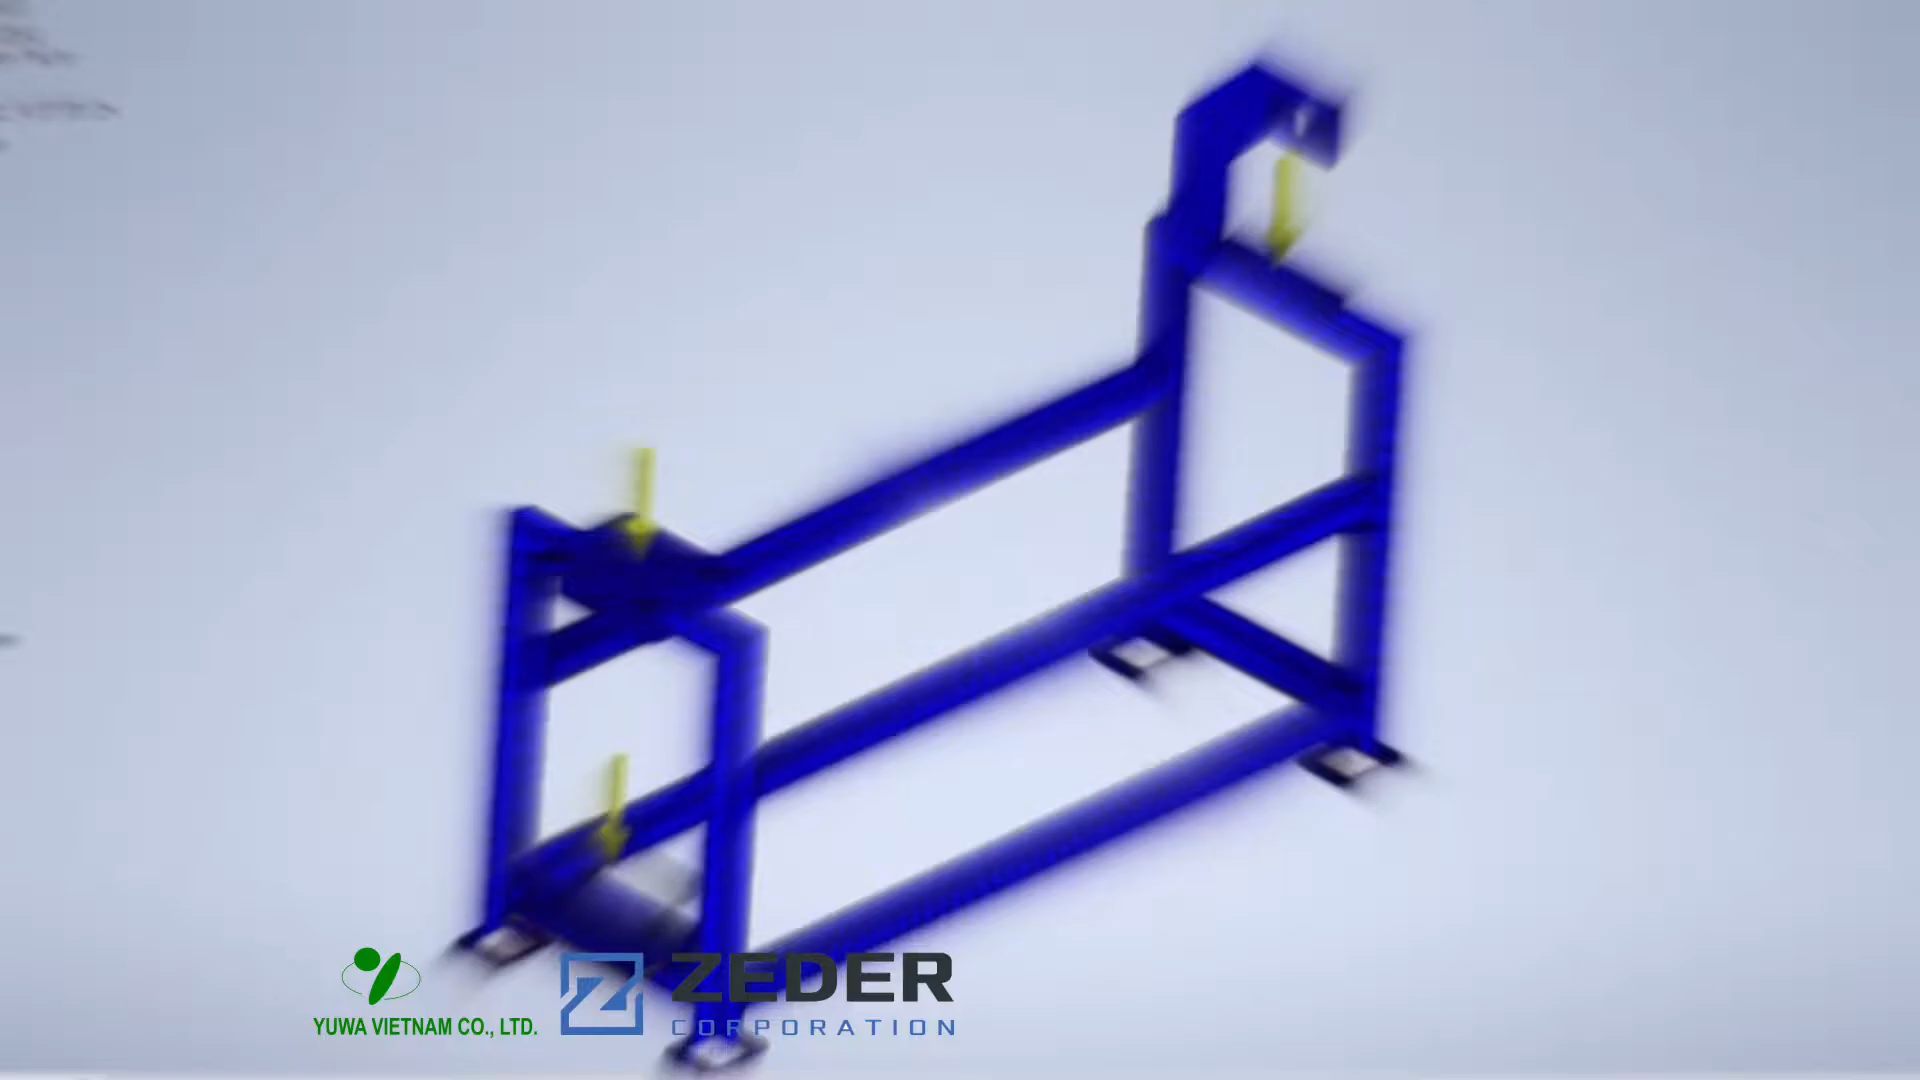 YUWA VIETNAM CO., LTD.
ZEDER
CORPORATION